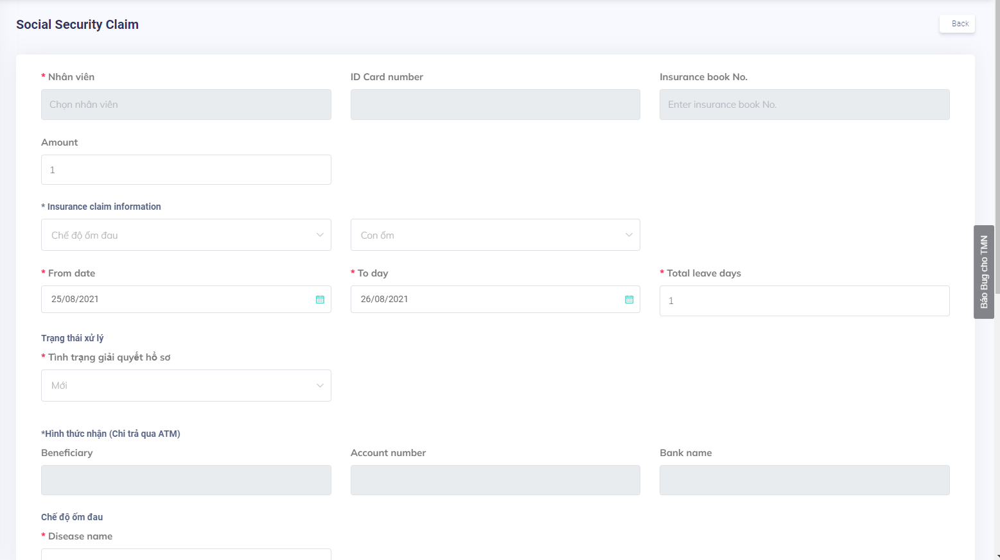 Social Security Claim
Back
* Nhân viên
ID Card number
Insurance book No.
Chọn nhân viên
Enter insurance book No.
Amount
1
* Insurance claim information
Chế độ ốm đau
Con ốm
* From date
* To day
* Total leave days
25/08/2021
26/08/2021
1
Báo Bug cho TMN
Trạng thái xử lý
* Tình trạng giải quyết hồ sơ
Mới
*Hình thức nhận (Chi trả qua ATM)
Beneficiary
Account number
Bank name
Chế độ ốm đau
* Disease name